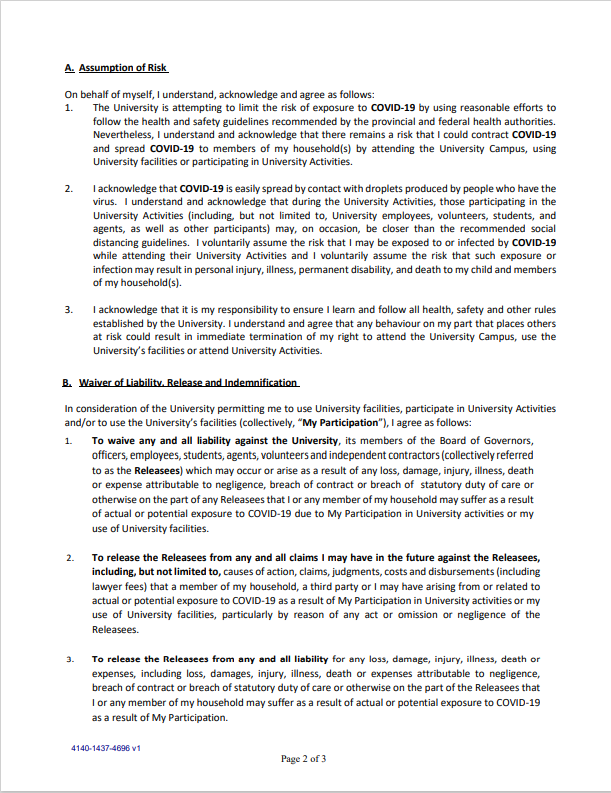 A. Assumption of Risk
On behalf of myself, I understand, acknowledge and agree as follows:
1. The University is attempting to limit the risk of exposure to COVID-19 by using reasonable efforts to
follow the health and safety guidelines recommended by the provincial and federal health authorities.
Nevertheless, I understand and acknowledge that there remains a risk that I could contract COVID-19
and spread COVID-19 to members of my household(s) by attending the University Campus, using
University facilities or participating in University Activities.
2. I acknowledge that COVID-19 is easily spread by contact with droplets produced by people who have the
virus. I understand and acknowledge that during the University Activities, those participating in the
University Activities (including, but not limited to, University employees, volunteers, students, and
agents, as well as other participants) may, on occasion, be closer than the recommended social
distancing guidelines. I voluntarily assume the risk that I may be exposed to or infected by COVID-19
while attending their University Activities and I voluntarily assume the risk that such exposure or
infection may result in personal injury, illness, permanent disability, and death to my child and members
of my household(s).
3. I acknowledge that it is my responsibility to ensure I learn and follow all health, safety and other rules
established by the University. I understand and agree that any behaviour on my part that places others
at risk could result in immediate termination of my right to attend the University Campus, use the
University's facilities or attend University Activities.
B. Waiver of Liability, Release and Indemnification
In consideration of the University permitting me to use University facilities, participate in University Activities
and/or to use the University's facilities (collectively, “My Participation”), I agree as follows:
1. To waive any and all liability against the University, its members of the Board of Governors,
officers, employees, students, agents, volunteers and independent contractors (collectively referred
to as the Releasees) which may occur or arise as a result of any loss, damage, injury, illness, death
or expense attributable to negligence, breach of contract or breach of statutory duty of care or
otherwise on the part of any Releasees that I or any member of my household may suffer as a result
of actual or potential exposure to COVID-19 due to My Participation in University activities or my
use of University facilities.
2. To release the Releasees from any and all claims I may have in the future against the Releasees,
including, but not limited to, causes of action, claims, judgments, costs and disbursements (including
lawyer fees) that a member of my household, a third party or I may have arising from or related to
actual or potential exposure to COVID-19 as a result of My Participation in University activities or my
use of University facilities, particularly by reason of any act or omission or negligence of the
Releasees.
3. To release the Releasees from any and all liability for any loss, damage, injury, illness, death or
expenses, including loss, damages, injury, illness, death or expenses attributable to negligence,
breach of contract or breach of statutory duty of care or otherwise on the part of the Releasees that
I or any member of my household may suffer as a result of actual or potential exposure to COVID-19
as a result of My Participation.
4140-1437-4696 v1
Page 2 of 3